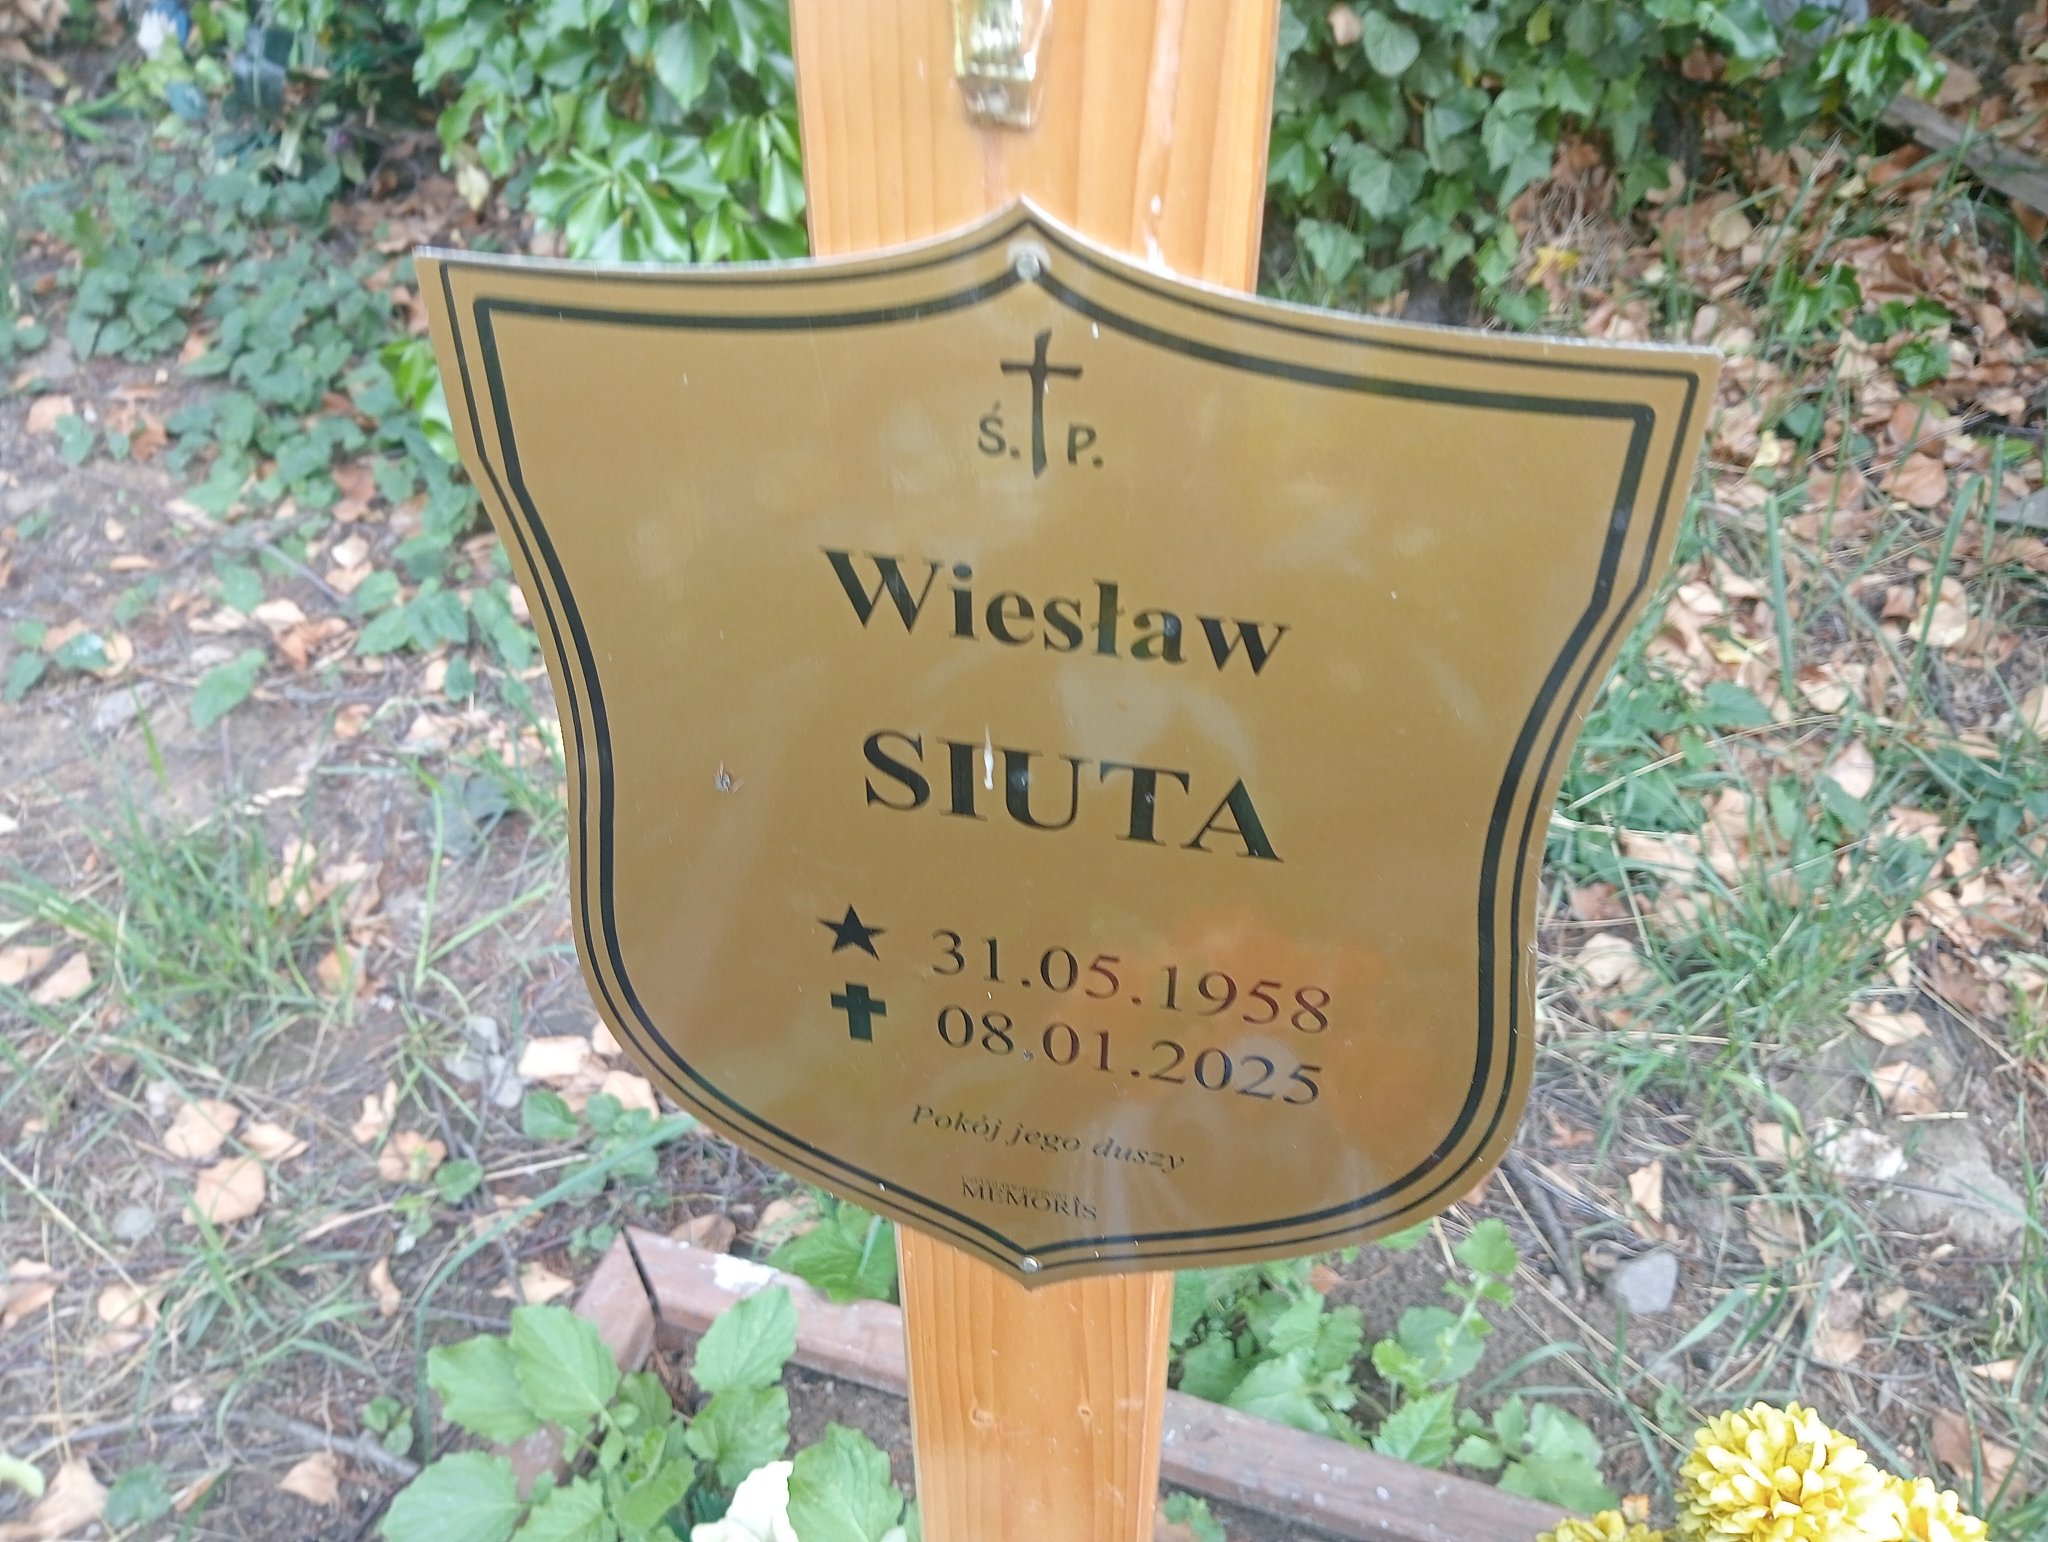 Ś. P.
Wiesław
SIUTA
31.05.1958
08.01.2025
Pokój jego duszy
MEMORIS